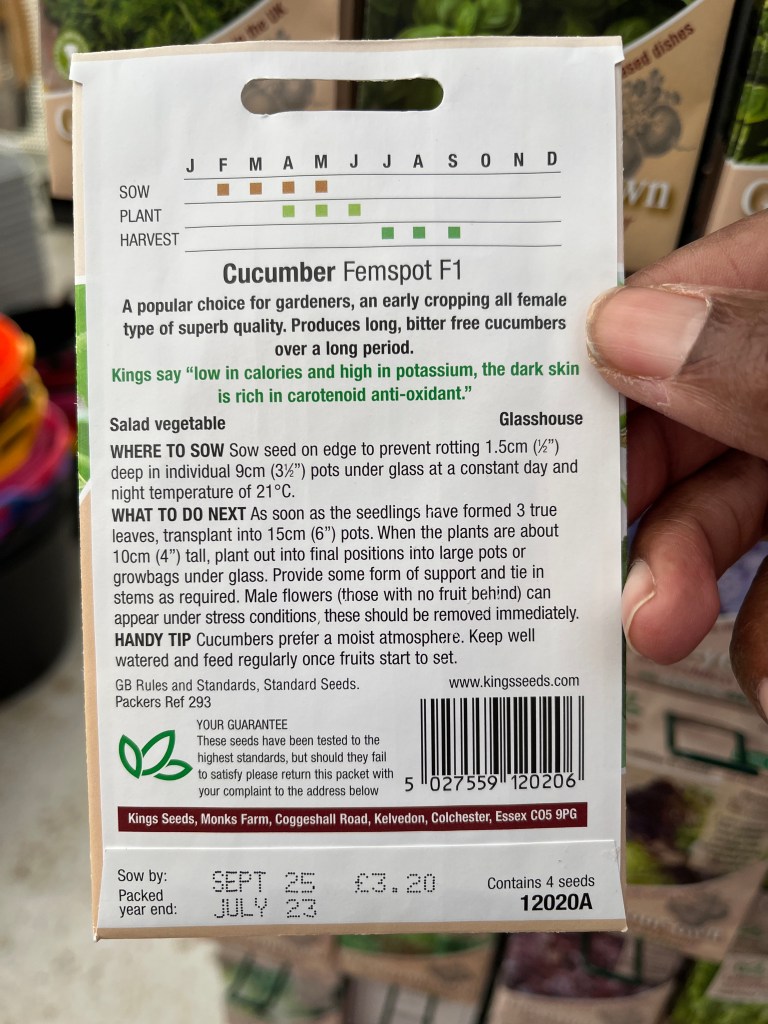 in the UK
used dishes
wn
J F M A M J J A S O N D
SOW
PLANT
HARVEST
Cucumber Femspot F1
A popular choice for gardeners, an early cropping all female
type of superb quality. Produces long, bitter free cucumbers
over a long period.
Kings say “low in calories and high in potassium, the dark skin
is rich in carotenoid anti-oxidant.”
Salad vegetable Glasshouse
WHERE TO SOW Sow seed on edge to prevent rotting 1.5cm (½”)
deep in individual 9cm (3½”) pots under glass at a constant day and
night temperature of 21°C.
WHAT TO DO NEXT As soon as the seedlings have formed 3 true
leaves, transplant into 15cm (6”) pots. When the plants are about
10cm (4”) tall, plant out into final positions into large pots or
growbags under glass. Provide some form of support and tie in
stems as required. Male flowers (those with no fruit behind) can
appear under stress conditions, these should be removed immediately.
HANDY TIP Cucumbers prefer a moist atmosphere. Keep well
watered and feed regularly once fruits start to set.
GB Rules and Standards, Standard Seeds. www.kingsseeds.com
Packers Ref 293
YOUR GUARANTEE
These seeds have been tested to the
highest standards, but should they fail
to satisfy please return this packet with
your complaint to the address below
5 027559 120206
Kings Seeds, Monks Farm, Coggeshall Road, Kelvedon, Colchester, Essex CO5 9PG
Sow by: SEPT 25 £3.20 Contains 4 seeds
Packed
year end: JULY 23 12020A